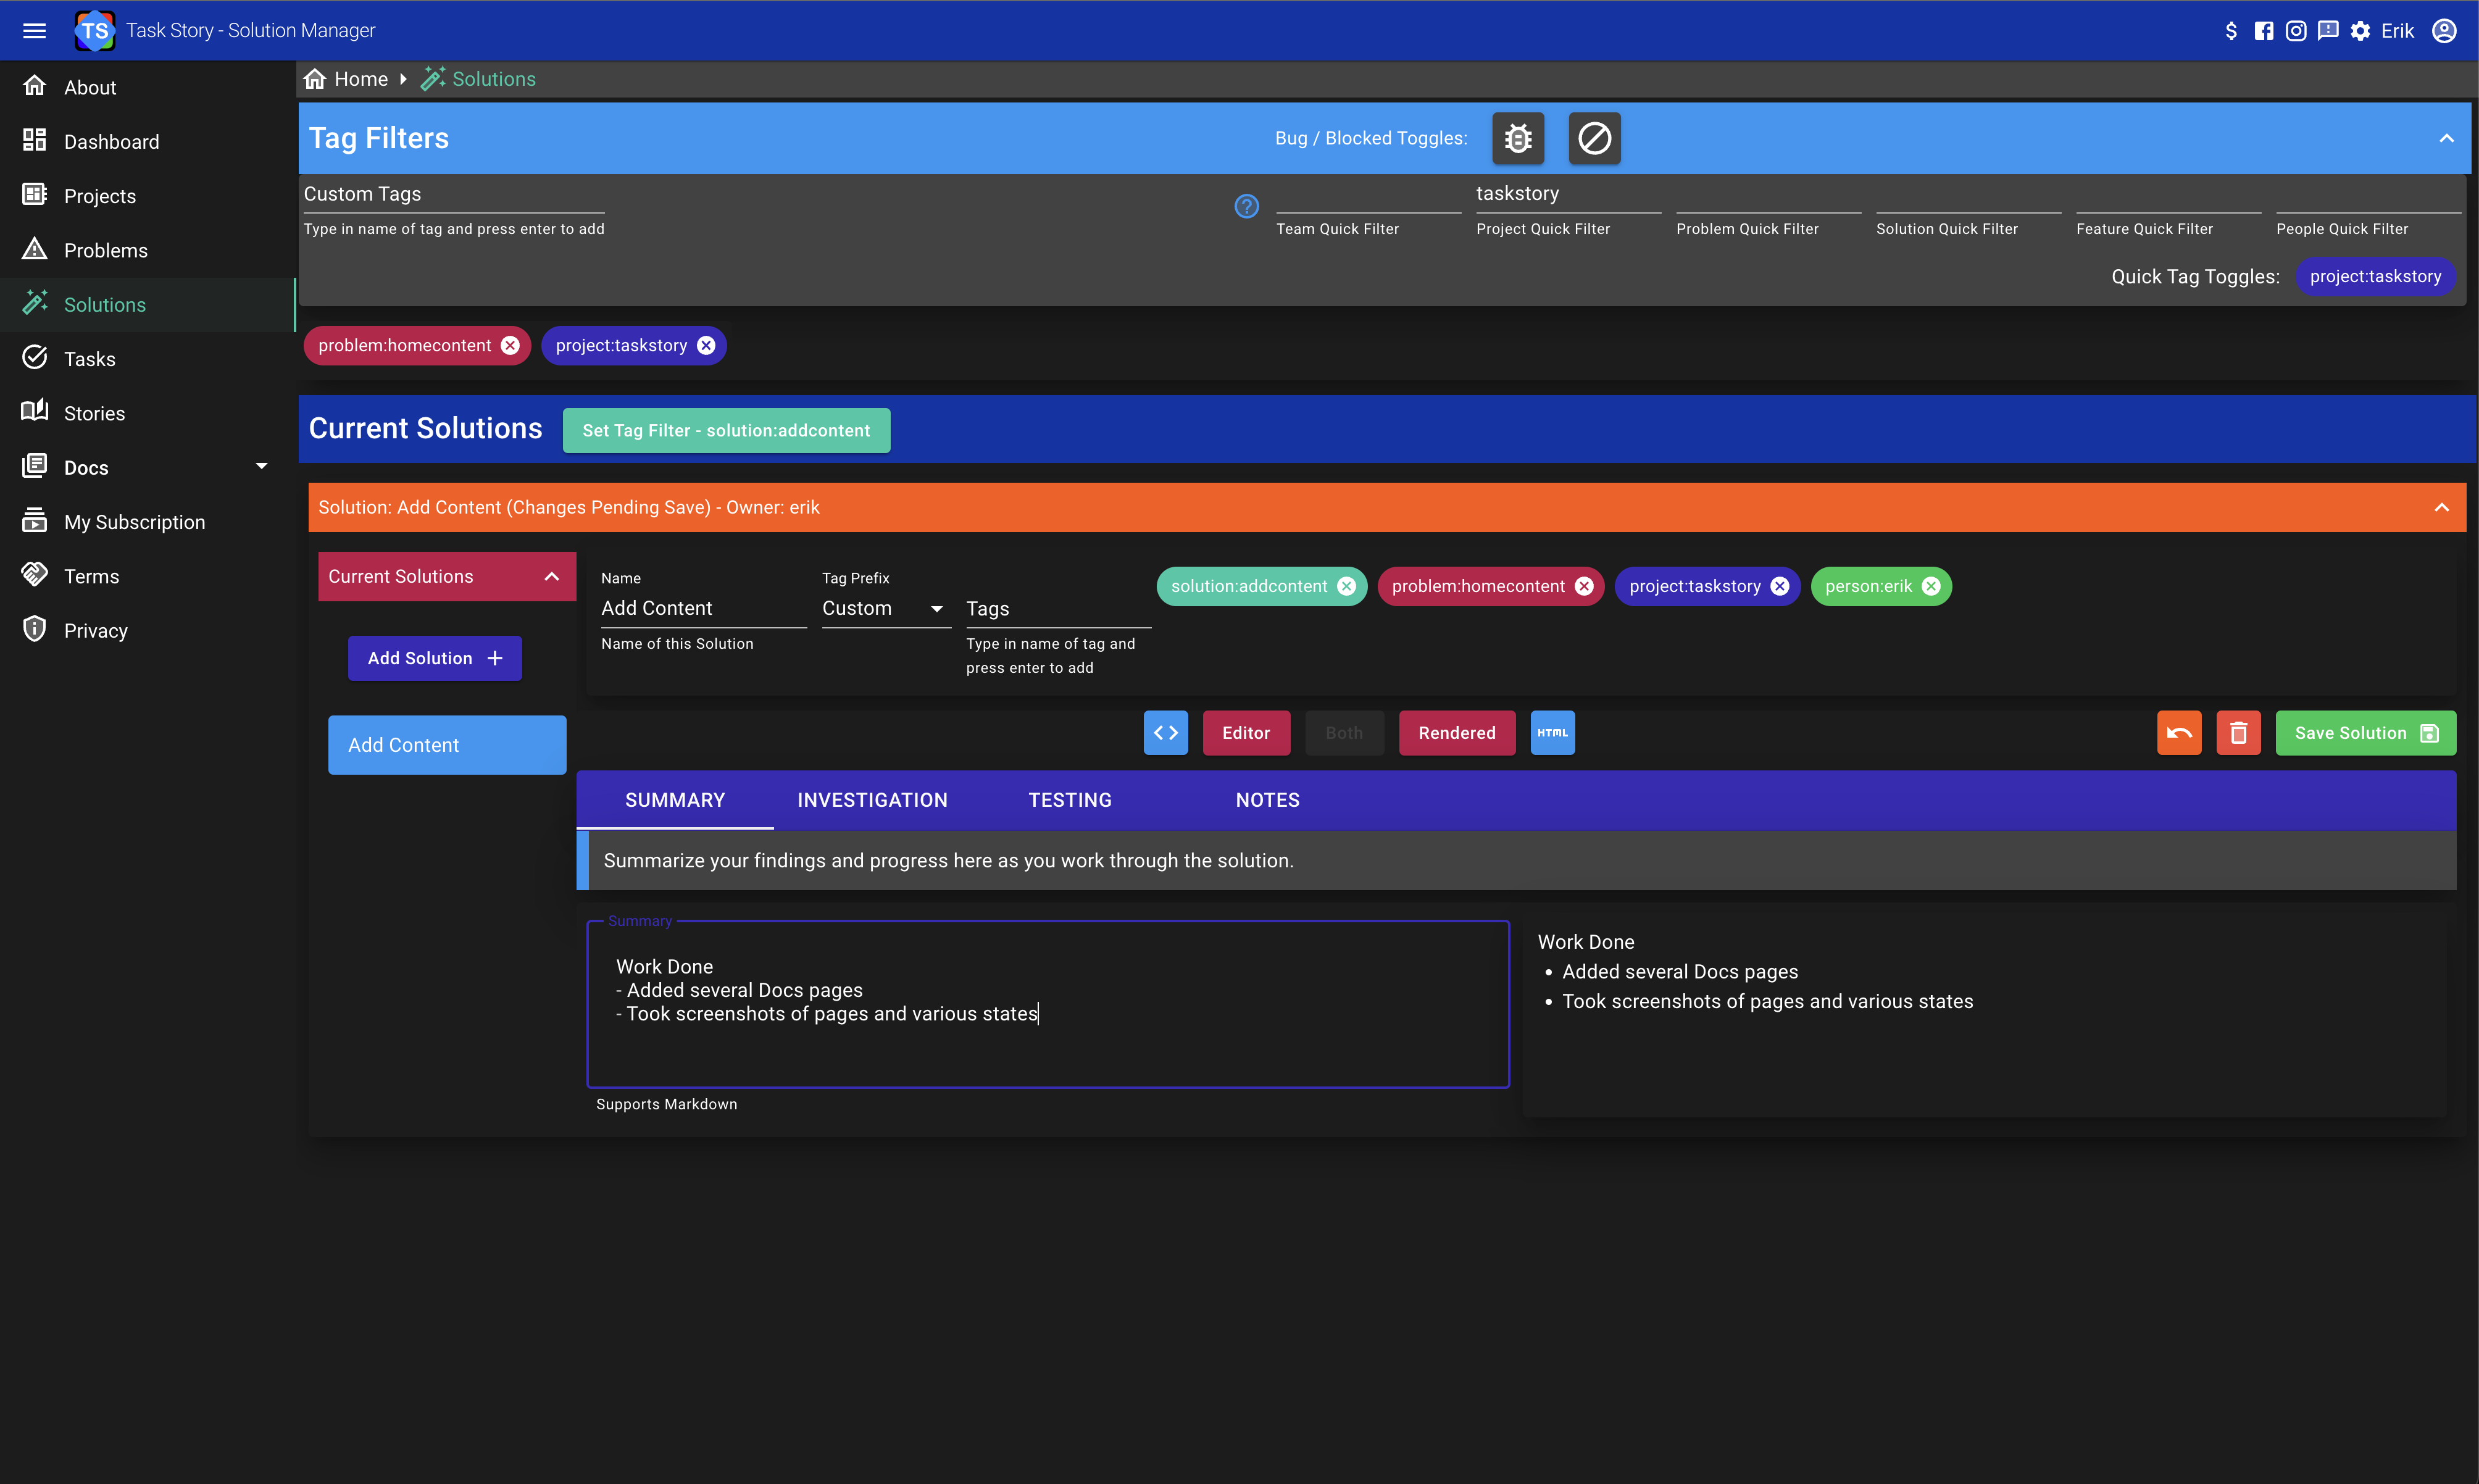 TS Task Story - Solution Manager
Erik
About
Dashboard
Projects
Problems
Solutions
Tasks
Stories
Docs
My Subscription
Terms
Privacy
Home Solutions
Tag Filters
Bug / Blocked Toggles:
Custom Tags
Type in name of tag and press enter to add
Team Quick Filter
taskstory
Project Quick Filter
Problem Quick Filter
Solution Quick Filter
Feature Quick Filter
People Quick Filter
Quick Tag Toggles: project:taskstory
problem:homecontent project:taskstory
Current Solutions Set Tag Filter - solution:addcontent
Solution: Add Content (Changes Pending Save) - Owner: erik
Current Solutions
Add Solution +
Add Content
Name
Add Content
Name of this Solution
Tag Prefix
Custom
Tags
Type in name of tag and
press enter to add
solution:addcontent problem:homecontent project:taskstory person:erik
<> Editor Both Rendered HTML
Save Solution
SUMMARY INVESTIGATION TESTING NOTES
Summarize your findings and progress here as you work through the solution.
Summary
Work Done
- Added several Docs pages
- Took screenshots of pages and various states
Supports Markdown
Work Done
• Added several Docs pages
• Took screenshots of pages and various states